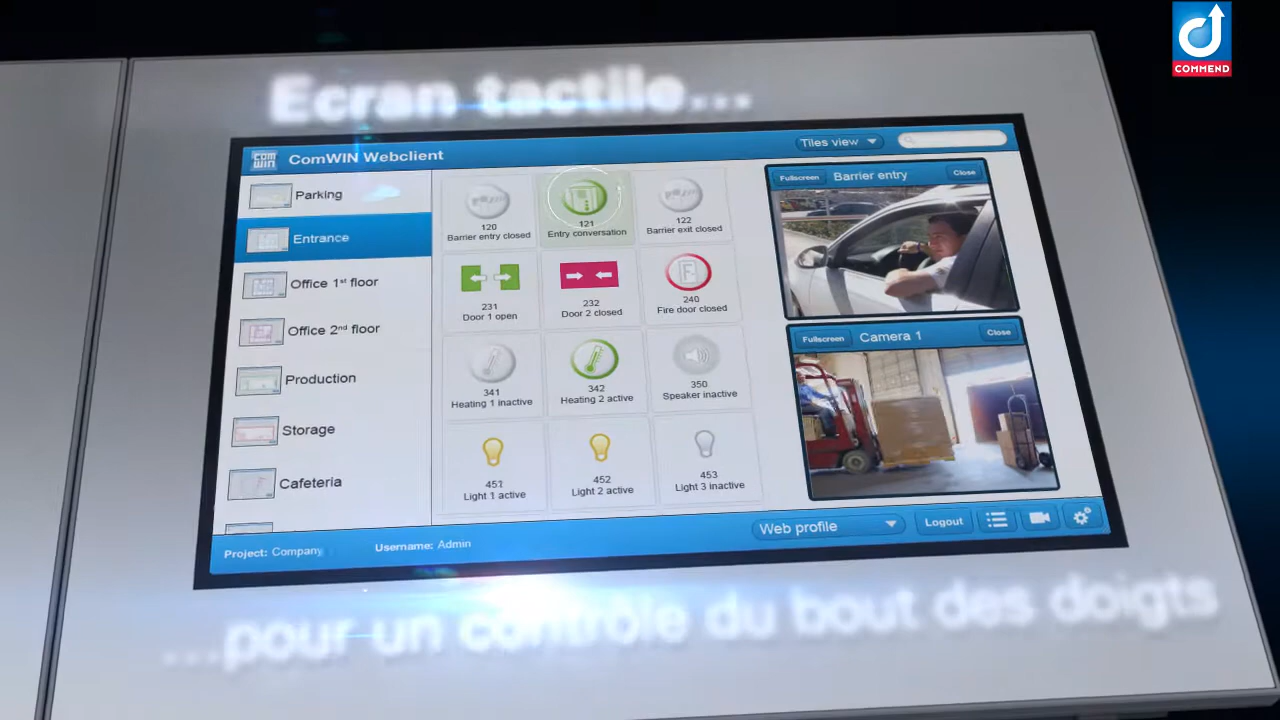 COMMEND
Ecran tactile...
COM WIN
ComWIN Webclient
Tiles view
Parking
Entrance
Office 1st floor
Office 2nd floor
Production
Storage
Cafeteria
120
Barrier entry closed
121
Entry conversation
122
Barrier exit closed
231
Door 1 open
232
Door 2 closed
240
Fire door closed
341
Heating 1 inactive
342
Heating 2 active
350
Speaker inactive
451
Light 1 active
452
Light 2 active
453
Light 3 inactive
Fullscreen Barrier entry Close
Fullscreen Camera 1 Close
Project: Company
Username: Admin
Web profile
Logout
...pour un contrôle du bout des doigts